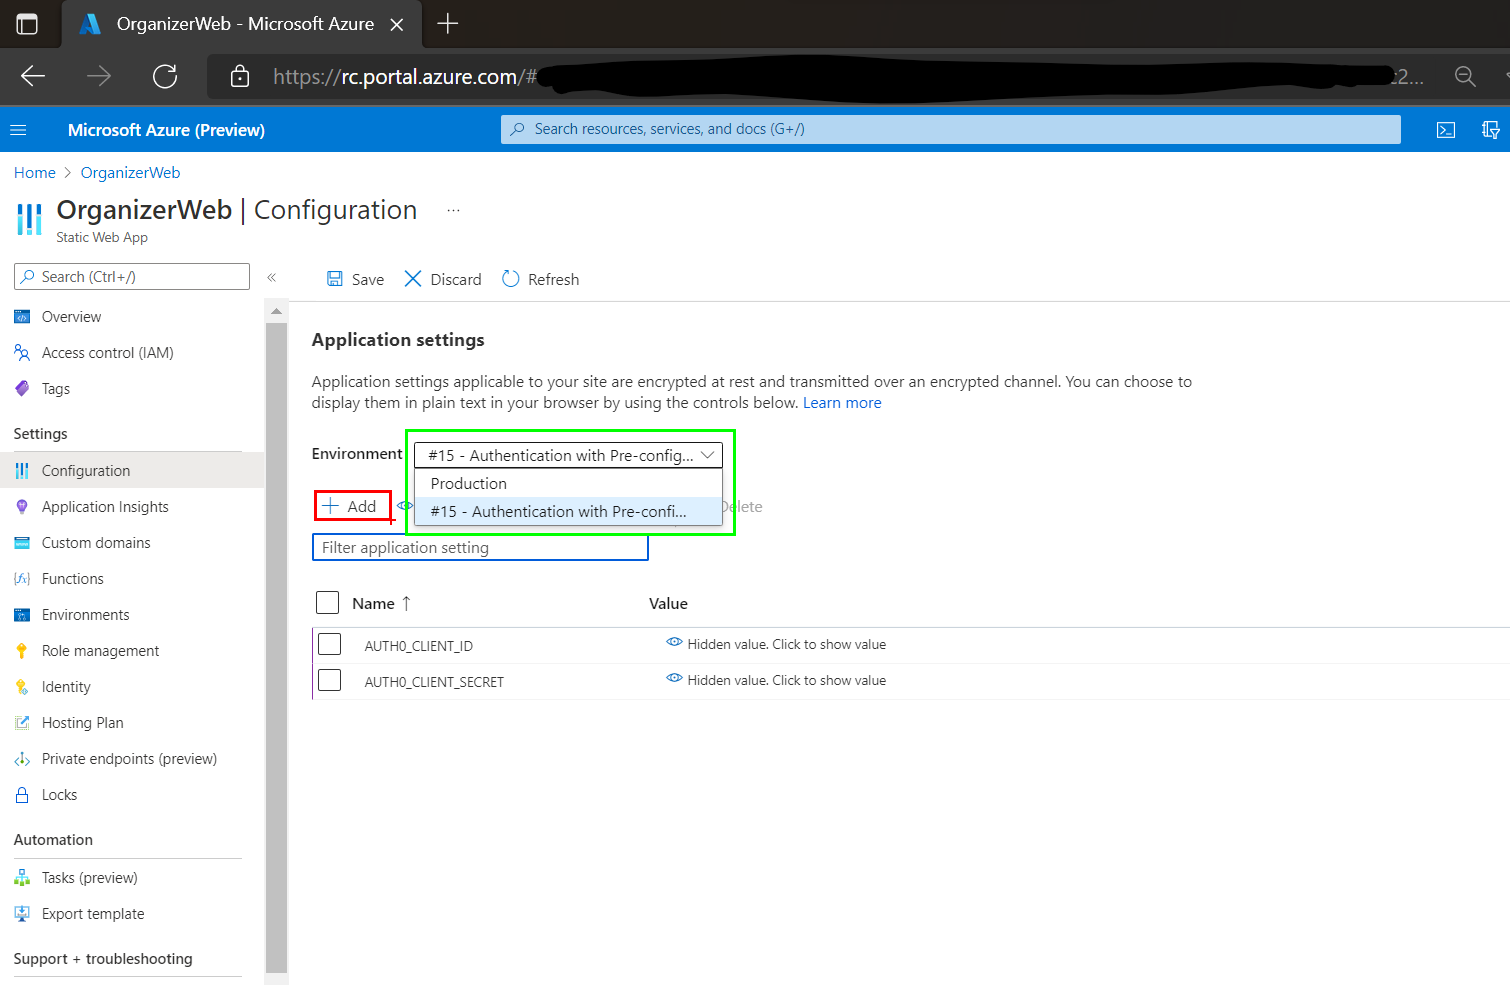 OrganizerWeb - Microsoft Azure
https://rc.portal.azure.com/# c2...
Microsoft Azure (Preview)
Search resources, services, and docs (G+/)
Home > OrganizerWeb
OrganizerWeb | Configuration ...
Static Web App
Search (Ctrl+/) «
Save Discard Refresh
Overview
Access control (IAM)
Tags
Settings
Configuration
Application Insights
Custom domains
Functions
Environments
Role management
Identity
Hosting Plan
Private endpoints (preview)
Locks
Automation
Tasks (preview)
Export template
Support + troubleshooting
Application settings
Application settings applicable to your site are encrypted at rest and transmitted over an encrypted channel. You can choose to
display them in plain text in your browser by using the controls below. Learn more
Environment #15 - Authentication with Pre-config...
Production
#15 - Authentication with Pre-confi...
+ Add
Filter application setting
Name ↑ Value
AUTH0_CLIENT_ID Hidden value. Click to show value
AUTH0_CLIENT_SECRET Hidden value. Click to show value